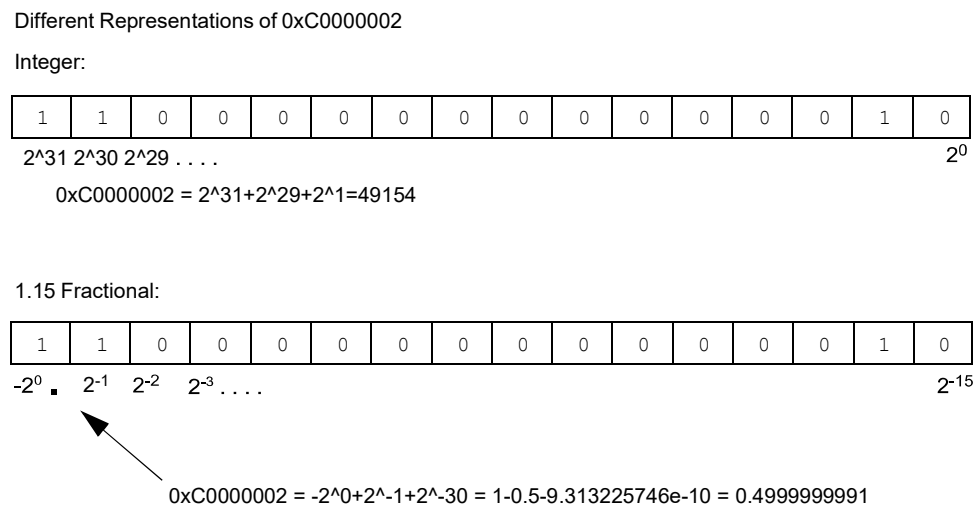 Different Representations of 0xC0000002
Integer:
1 1 0 0 0 0 0 0 0 0 0 0 0 0 1 0
2^31 2^30 2^29 . . . . 2⁰
0xC0000002 = 2^31+2^29+2^1=49154
1.15 Fractional:
1 1 0 0 0 0 0 0 0 0 0 0 0 0 1 0
-2⁰ . 2⁻¹ 2⁻² 2⁻³ . . . . 2⁻¹⁵
0xC0000002 = -2^0+2^-1+2^-30 = 1-0.5-9.313225746e-10 = 0.4999999991